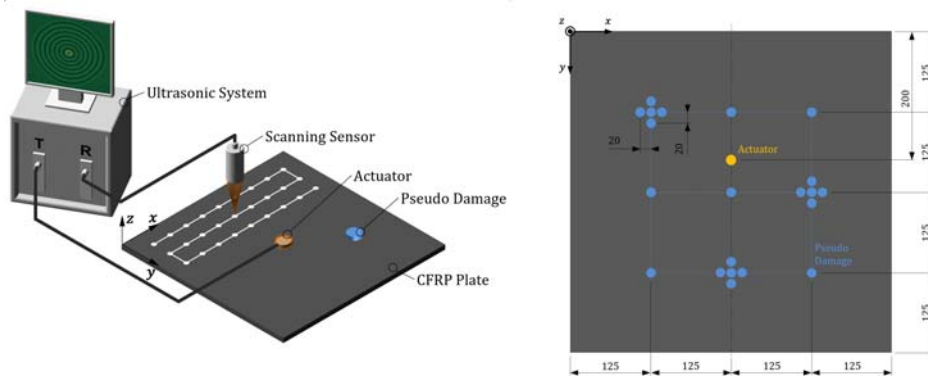 Ultrasonic System
T
R
Scanning Sensor
Actuator
Pseudo Damage
z
x
y
CFRP Plate
z
x
y
125
200
20
20
Actuator
125
125
Pseudo
Damage
125
125
125
125
125